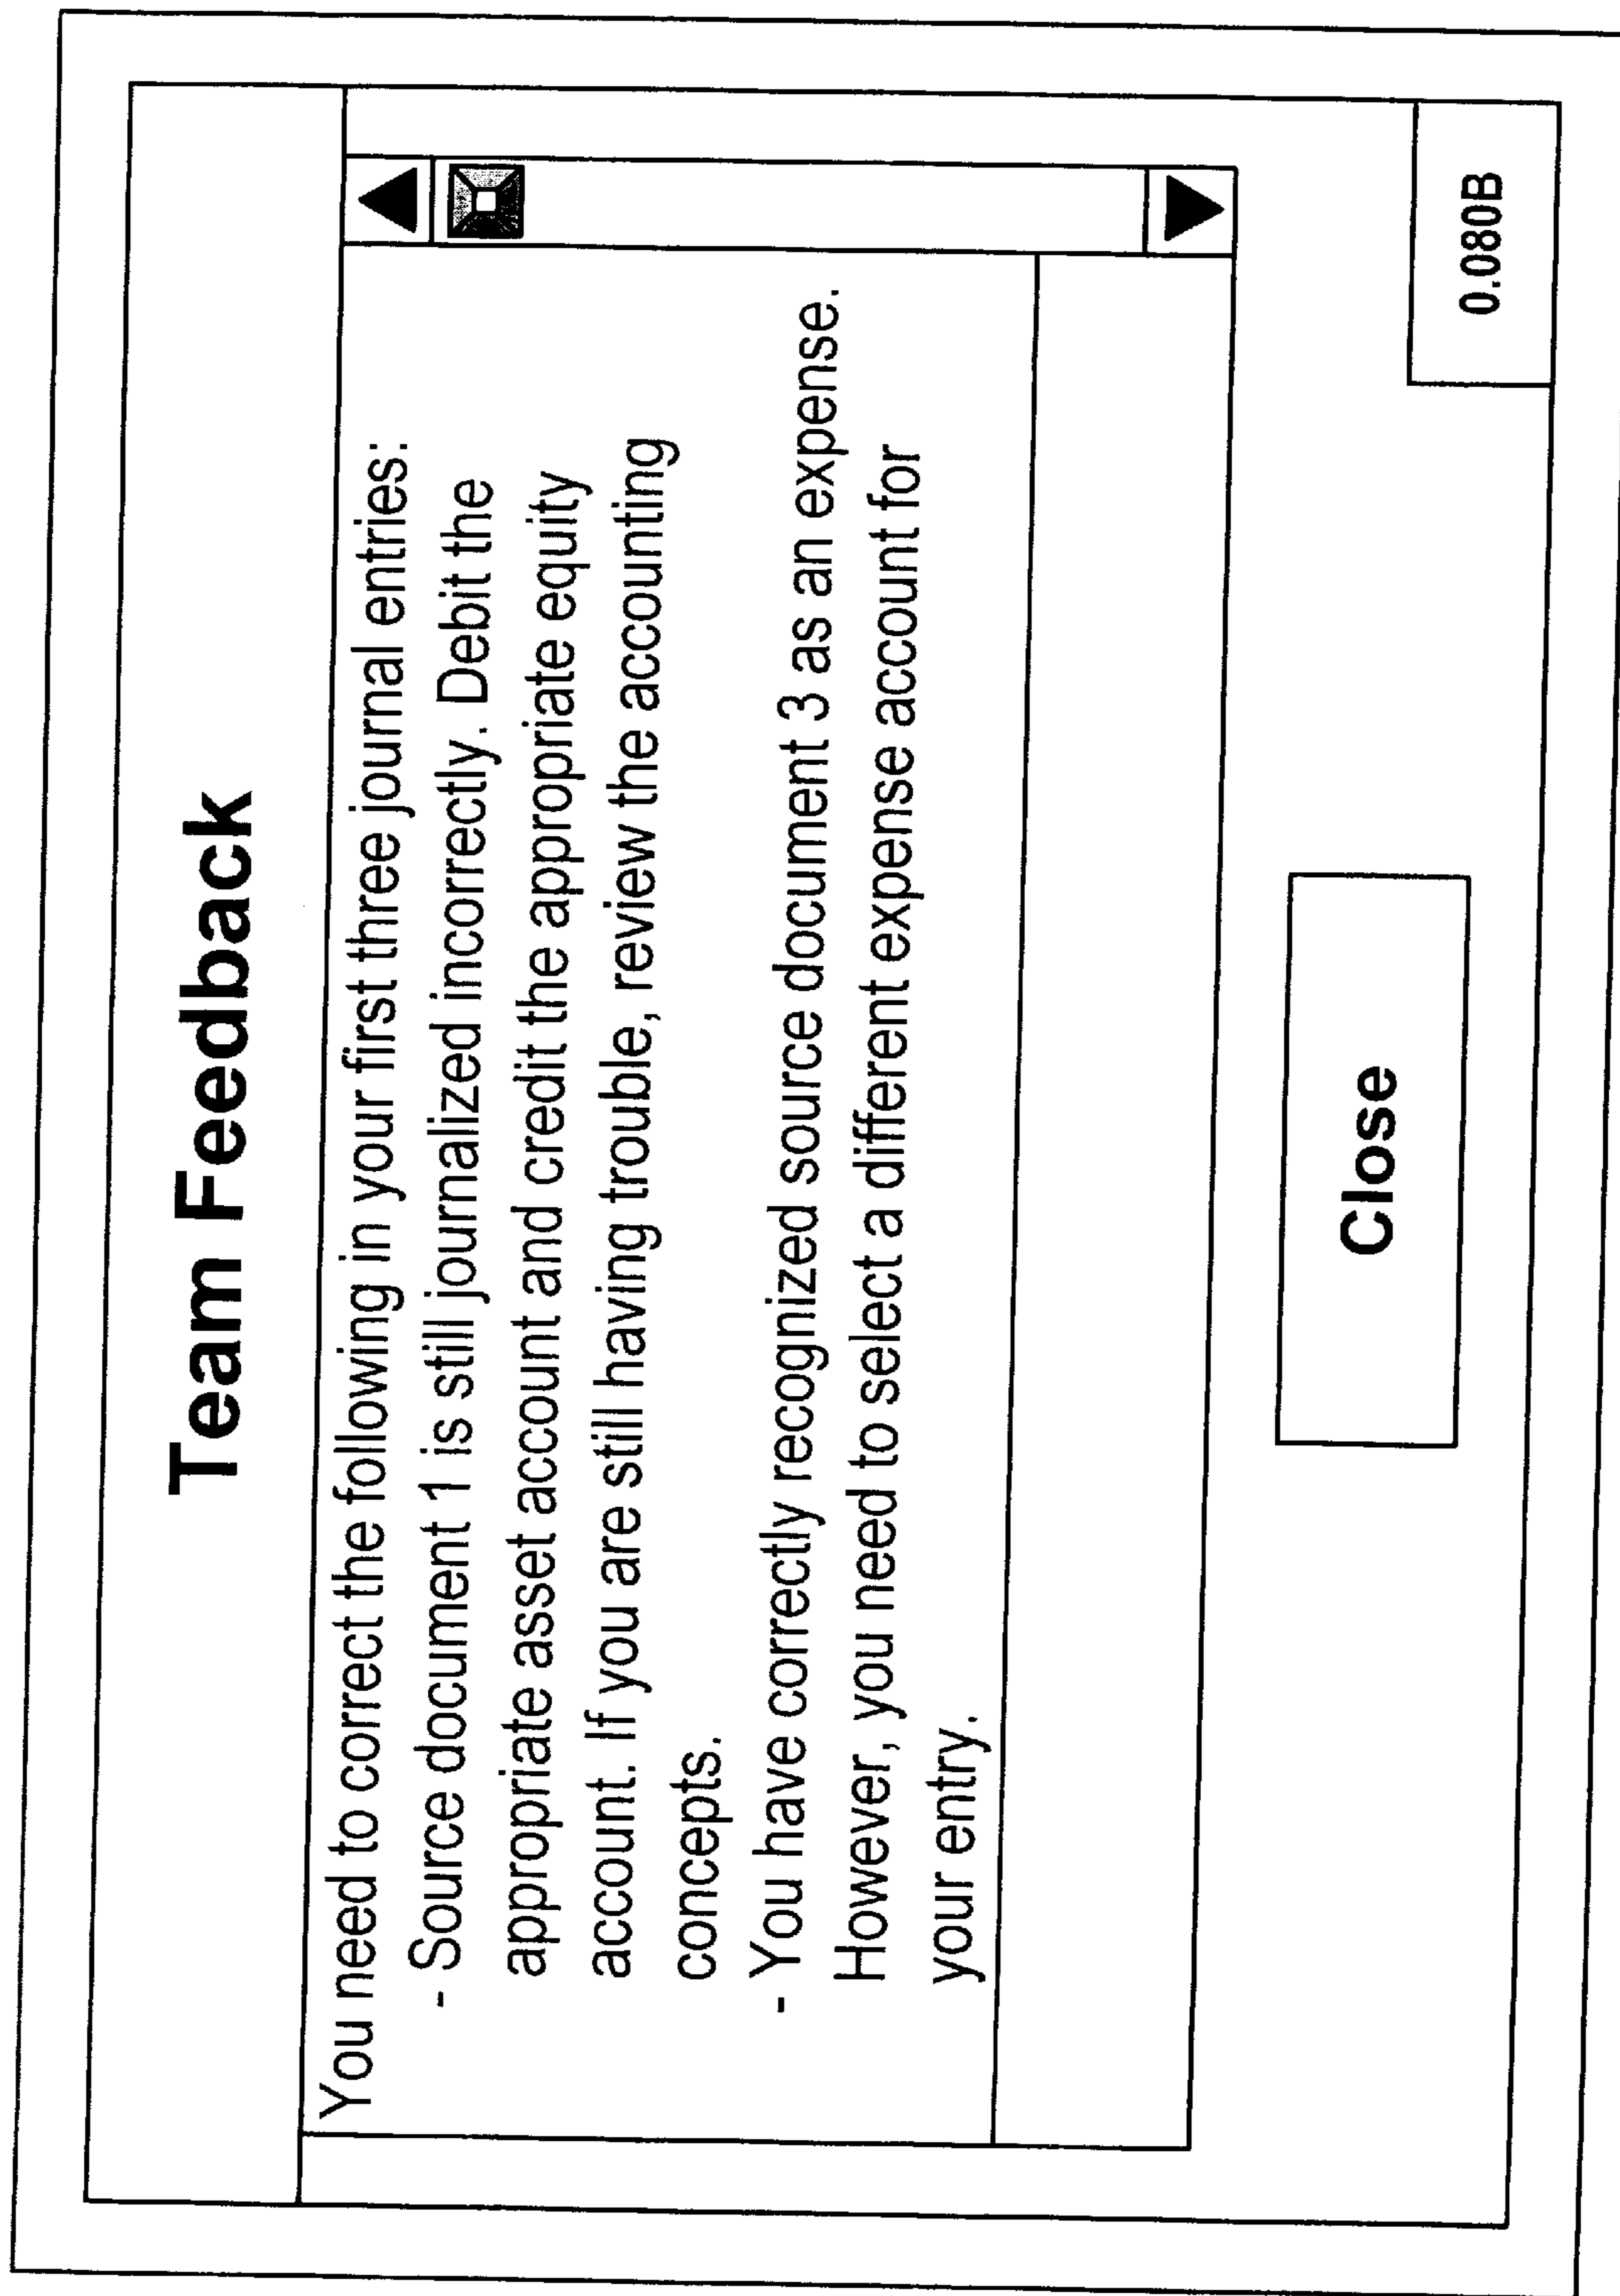 Team Feedback
You need to correct the following in your first three journal entries:
- Source document 1 is still journalized incorrectly. Debit the
appropriate asset account and credit the appropriate equity
account. If you are still having trouble, review the accounting
concepts.
- You have correctly recognized source document 3 as an expense.
However, you need to select a different expense account for
your entry.
Close
0.080B